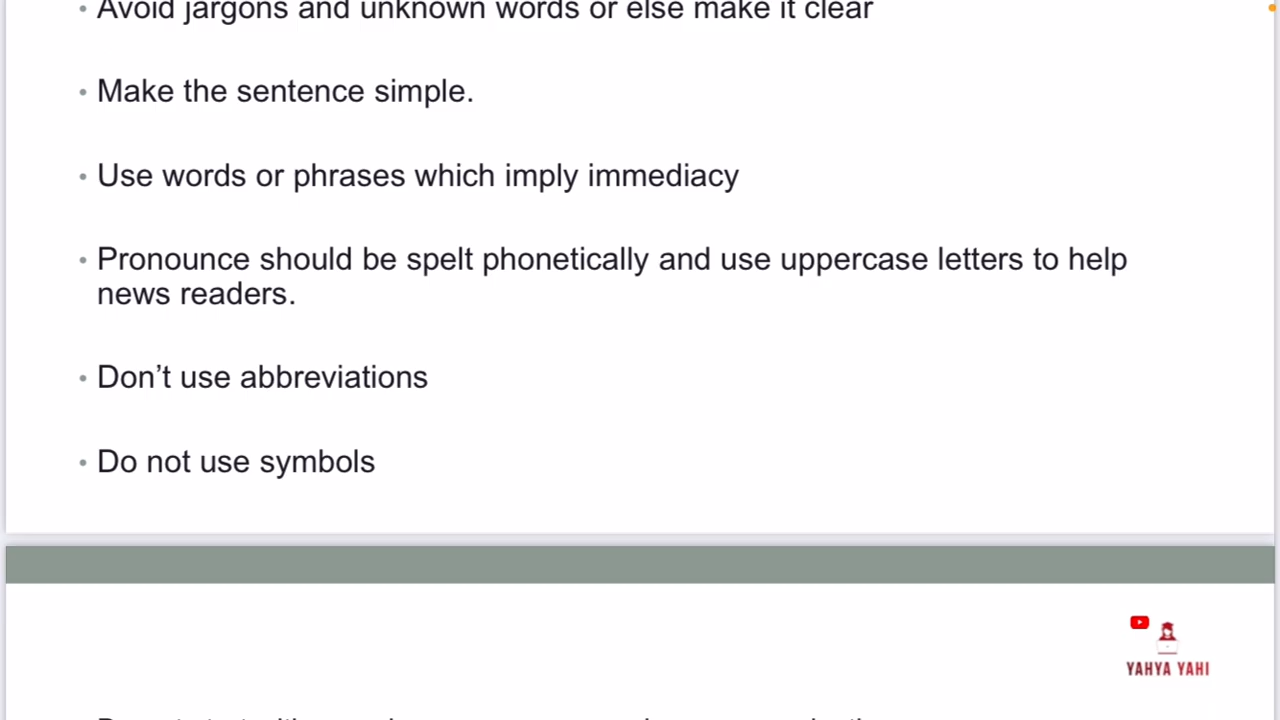 • Avoid jargons and unknown words or else make it clear
• Make the sentence simple.
• Use words or phrases which imply immediacy
• Pronounce should be spelt phonetically and use uppercase letters to help
news readers.
• Don’t use abbreviations
• Do not use symbols
YAHYA YAHI